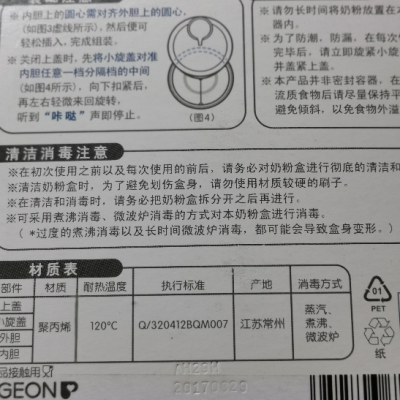 内胆上的圆心需对齐外胆上的圆心,
(如图3虚线所示),然后便可
轻松插入,完成组装。
※关闭上盖时,先将小旋盖对准
内胆任意一档分隔档的中间
(如图4所示),向下扣紧后,
再左右轻微来回旋转,
听到“咔哒”声即停止。
(图4)
※请勿长时间将奶粉放置在
器内。
※为了防潮,防漏,在每次
完毕后,请立即旋紧小旋
并盖紧上盖。
※本产品并非密封容器,在
流质食物后请尽量保持平
避免倾斜,以免食物外溢
清洁消毒注意
※在初次使用之前以及每次使用的前后,请务必对奶粉盒进行彻底的清洁和
※清洁奶粉盒时,为了避免划伤盒身,请勿使用材质较硬的刷子。
※在清洁和消毒时,请务必把奶粉盒拆分开之后再进行。
※可采用煮沸消毒、微波炉消毒的方式对本奶粉盒进行消毒。
(*过度的煮沸消毒以及长时间微波炉消毒,都可能会导致盒身变形。)
材质表
部件 材质 耐热温度 执行标准 产地 消毒方式
上盖
小旋盖
外胆
内胆
聚丙烯 120℃ Q/320412BQM007 江苏常州
蒸汽、
煮沸、
微波炉
01
PET
纸
品接触用
GEON